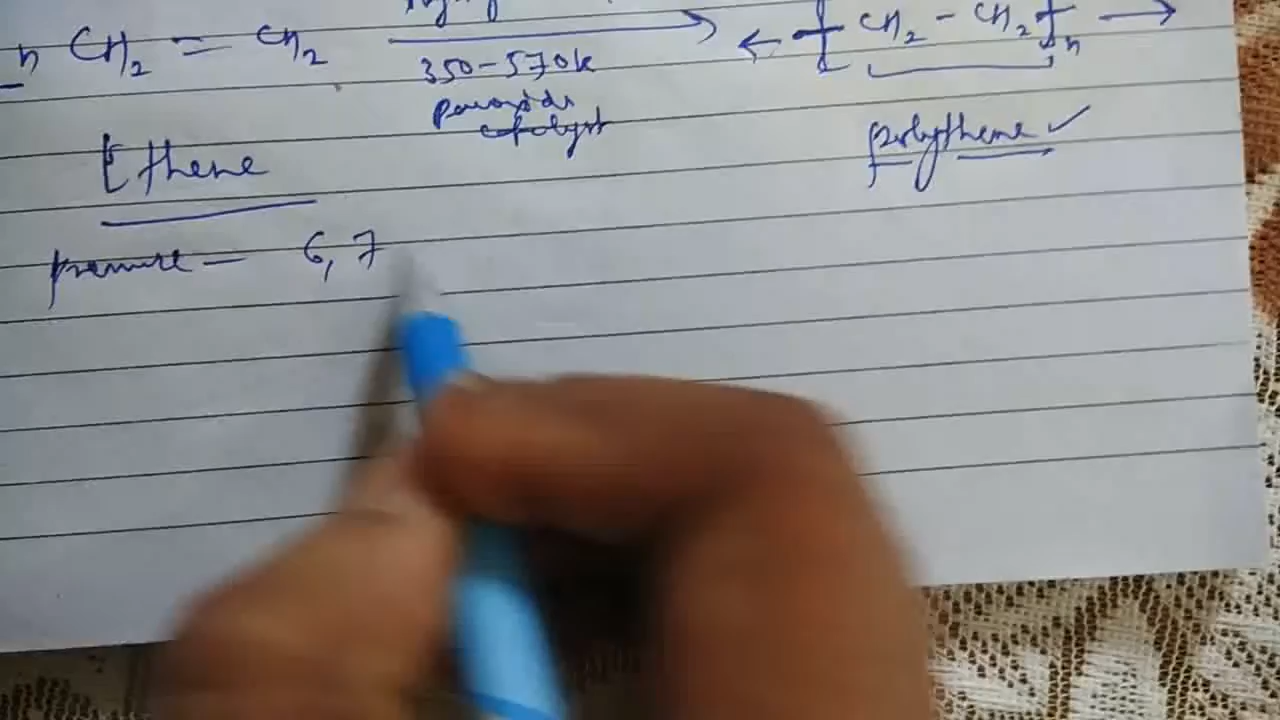 n CH2 = CH2 → ← [ CH2 - CH2 ]n →
350-570k
peroxide
catalyst
Ethene
polythene ✓
pressure - 6, 7